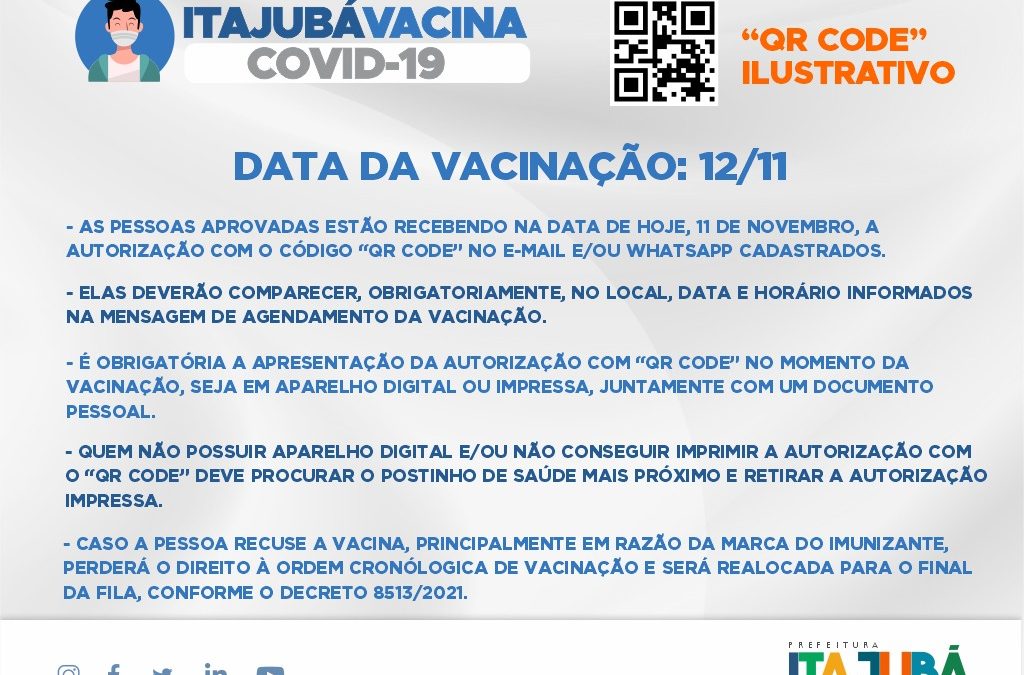 ITAJUBÁVACINA
COVID-19
“QR CODE”
ILUSTRATIVO
DATA DA VACINAÇÃO: 12/11
- AS PESSOAS APROVADAS ESTÃO RECEBENDO NA DATA DE HOJE, 11 DE NOVEMBRO, A
AUTORIZAÇÃO COM O CÓDIGO “QR CODE” NO E-MAIL E/OU WHATSAPP CADASTRADOS.
- ELAS DEVERÃO COMPARECER, OBRIGATORIAMENTE, NO LOCAL, DATA E HORÁRIO INFORMADOS
NA MENSAGEM DE AGENDAMENTO DA VACINAÇÃO.
- É OBRIGATÓRIA A APRESENTAÇÃO DA AUTORIZAÇÃO COM “QR CODE” NO MOMENTO DA
VACINAÇÃO, SEJA EM APARELHO DIGITAL OU IMPRESSA, JUNTAMENTE COM UM DOCUMENTO
PESSOAL.
- QUEM NÃO POSSUIR APARELHO DIGITAL E/OU NÃO CONSEGUIR IMPRIMIR A AUTORIZAÇÃO COM
O “QR CODE” DEVE PROCURAR O POSTINHO DE SAÚDE MAIS PRÓXIMO E RETIRAR A AUTORIZAÇÃO
IMPRESSA.
- CASO A PESSOA RECUSE A VACINA, PRINCIPALMENTE EM RAZÃO DA MARCA DO IMUNIZANTE,
PERDERÁ O DIREITO À ORDEM CRONÓLOGICA DE VACINAÇÃO E SERÁ REALOCADA PARA O FINAL
DA FILA, CONFORME O DECRETO 8513/2021.
PREFEITURA
ITAJUBÁ